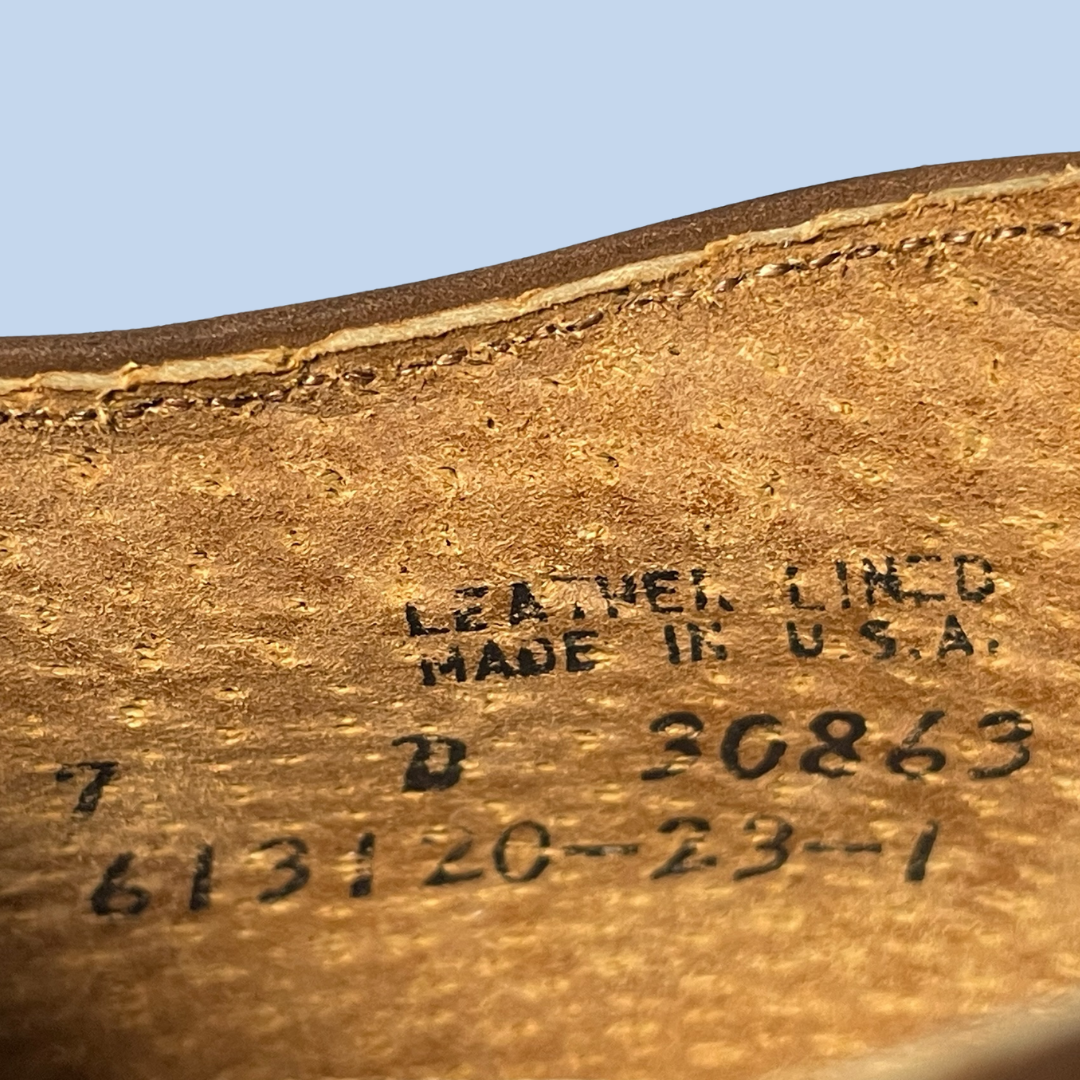 LEATHER LINED
MADE IN U.S.A.
7 D 30863
613120-23-1